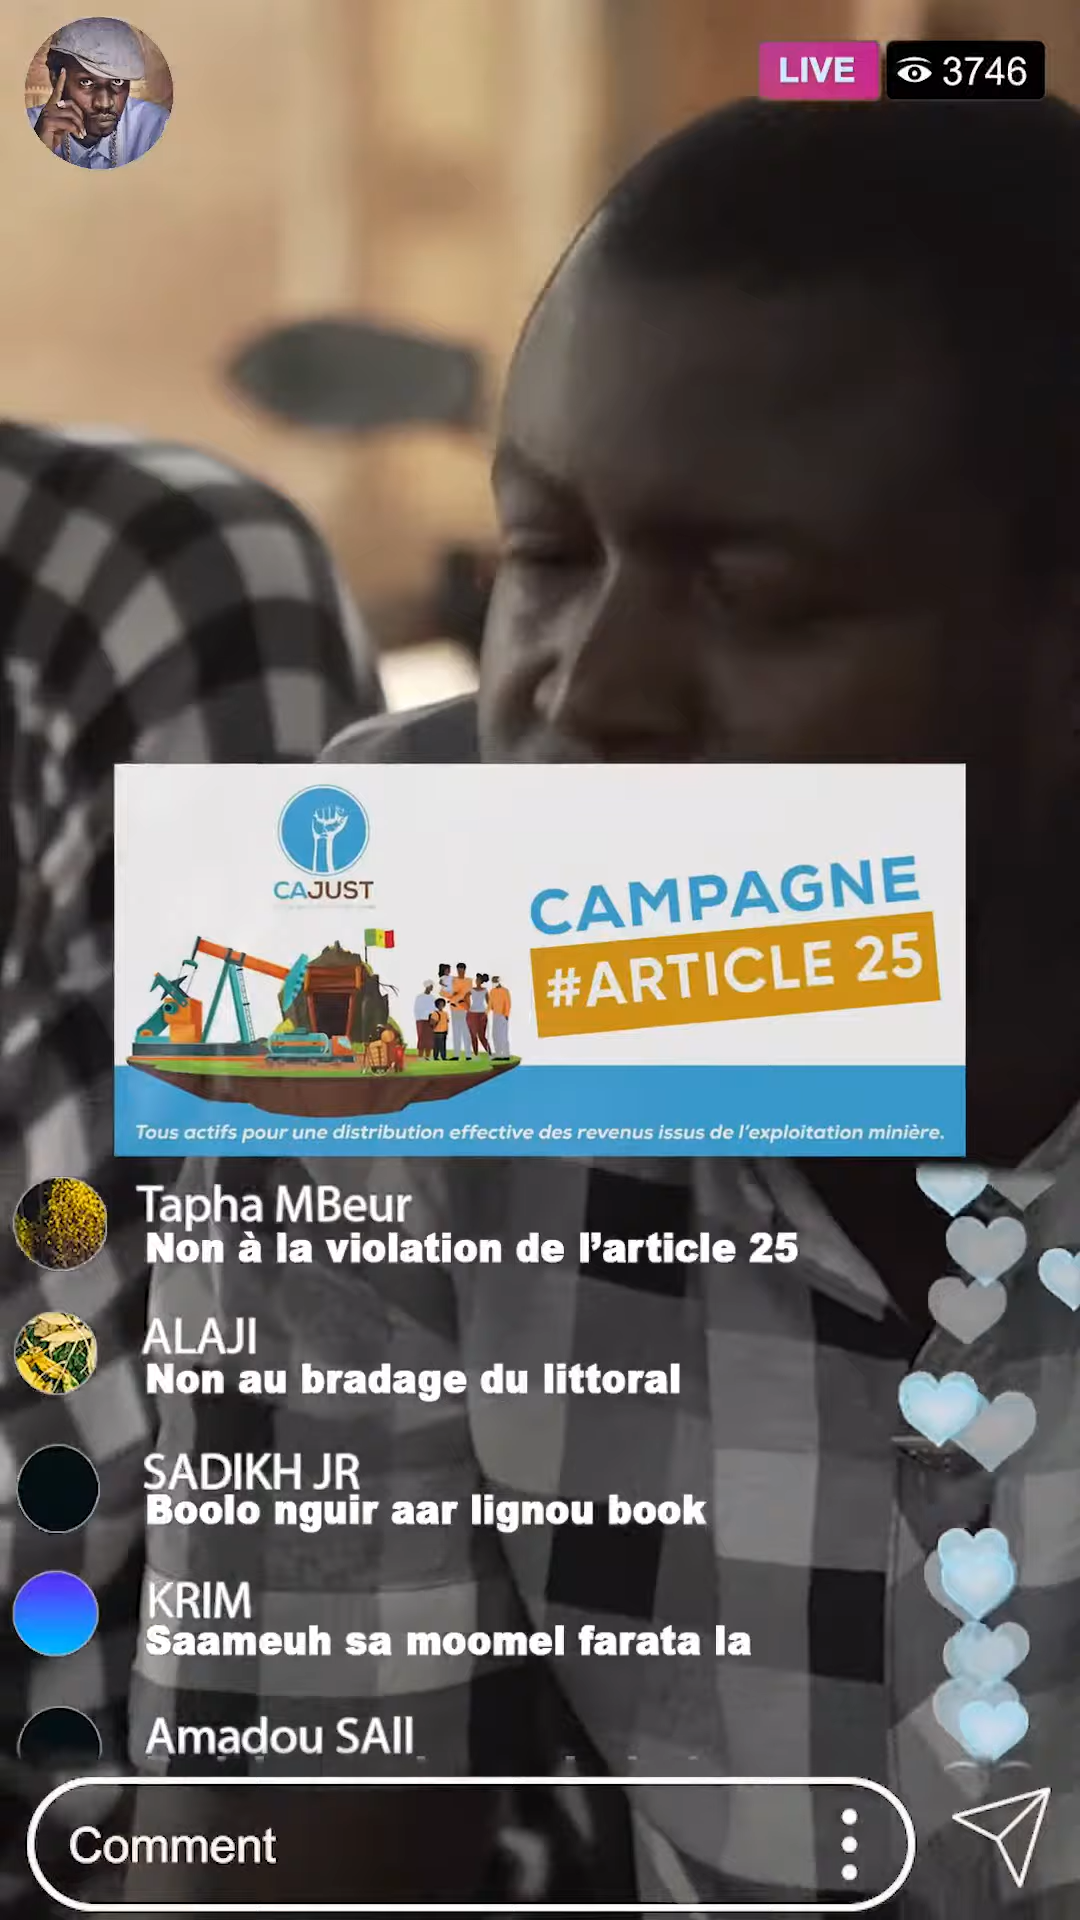 LIVE
3746
CAJUST
CAMPAGNE
#ARTICLE 25
Tous actifs pour une distribution effective des revenus issus de l'exploitation minière.
Tapha MBeur
Non à la violation de l'article 25
ALAJI
Non au bradage du littoral
SADIKH JR
Boolo nguir aar lignou book
KRIM
Saameuh sa moomel farata la
Amadou SAll
Comment